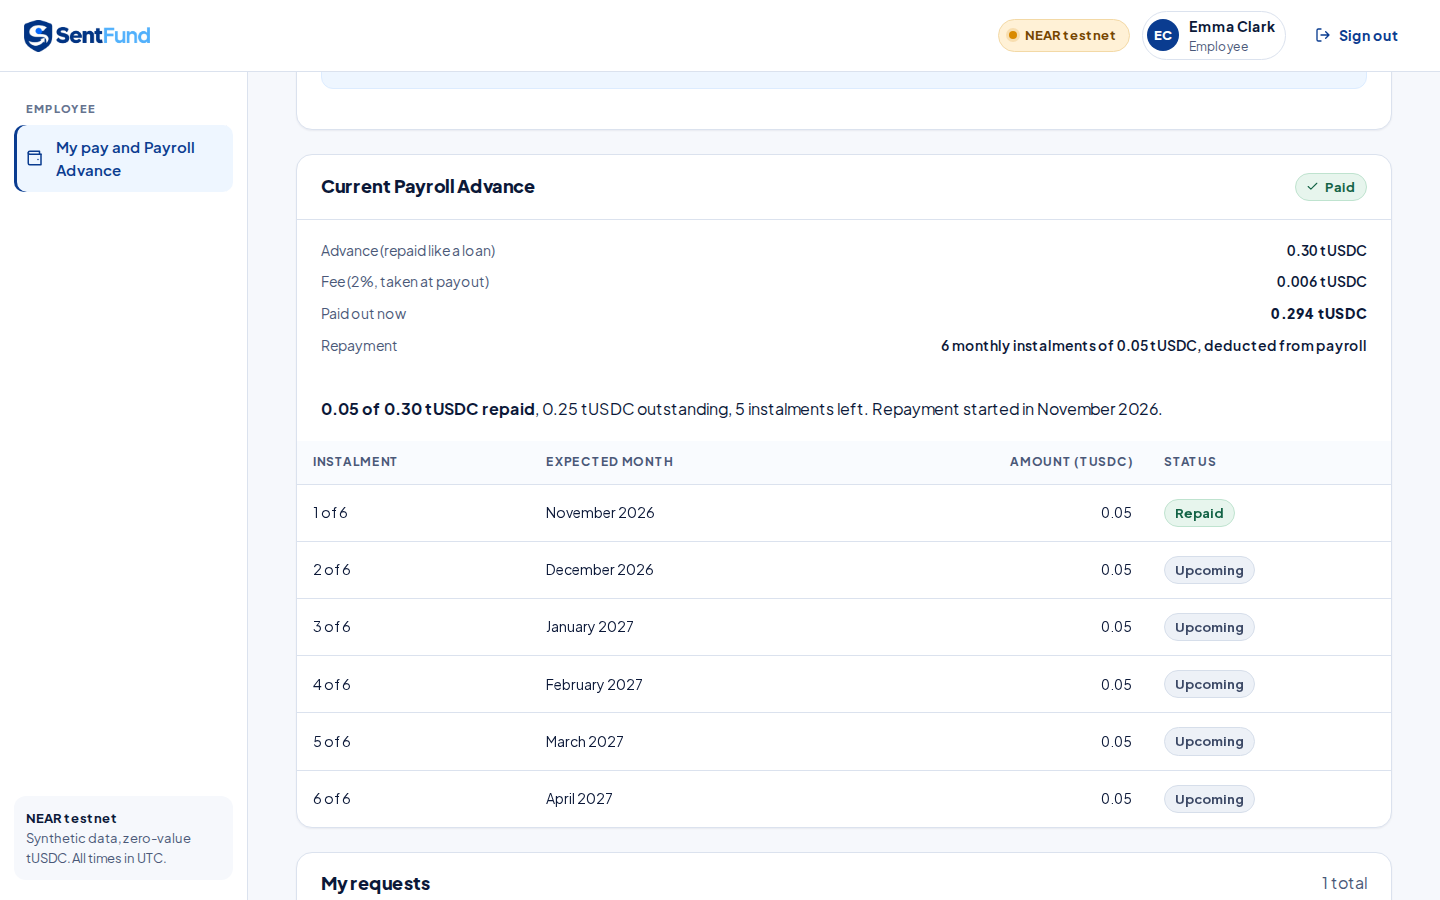 SentFund
NEAR testnet
EC
Emma Clark
Employee
Sign out
EMPLOYEE
My pay and Payroll
Advance
Current Payroll Advance
Paid
Advance (repaid like a loan)
0.30 tUSDC
Fee (2%, taken at payout)
0.006 tUSDC
Paid out now
0.294 tUSDC
Repayment
6 monthly instalments of 0.05 tUSDC, deducted from payroll
0.05 of 0.30 tUSDC repaid, 0.25 tUSDC outstanding, 5 instalments left. Repayment started in November 2026.
INSTALMENT EXPECTED MONTH AMOUNT (TUSDC) STATUS
1 of 6 November 2026 0.05 Repaid
2 of 6 December 2026 0.05 Upcoming
3 of 6 January 2027 0.05 Upcoming
4 of 6 February 2027 0.05 Upcoming
5 of 6 March 2027 0.05 Upcoming
6 of 6 April 2027 0.05 Upcoming
NEAR testnet
Synthetic data, zero-value
tUSDC. All times in UTC.
My requests
1 total